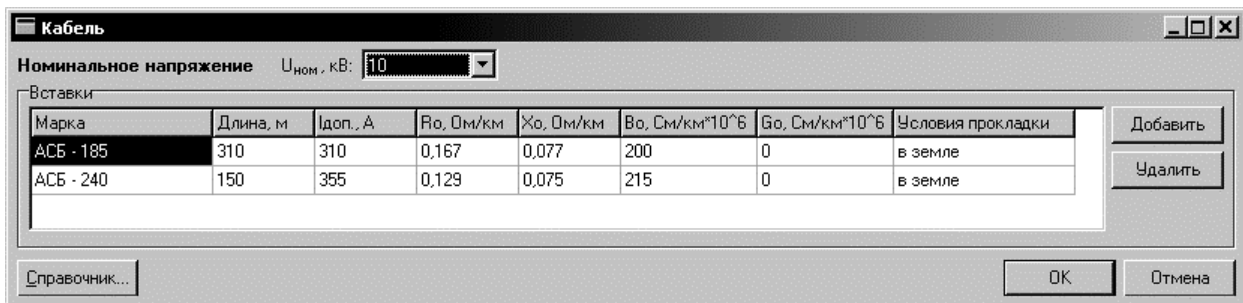 Кабель
Номинальное напряжение Uном, кВ: 10
Вставки
Марка Длина, м Iдоп., А Ro, Ом/км Xo, Ом/км Bo, См/км*10^6 Go, См/км*10^6 Условия прокладки
АСБ - 185 310 310 0,167 0,077 200 0 в земле
АСБ - 240 150 355 0,129 0,075 215 0 в земле
Добавить
Удалить
Справочник... OK Отмена